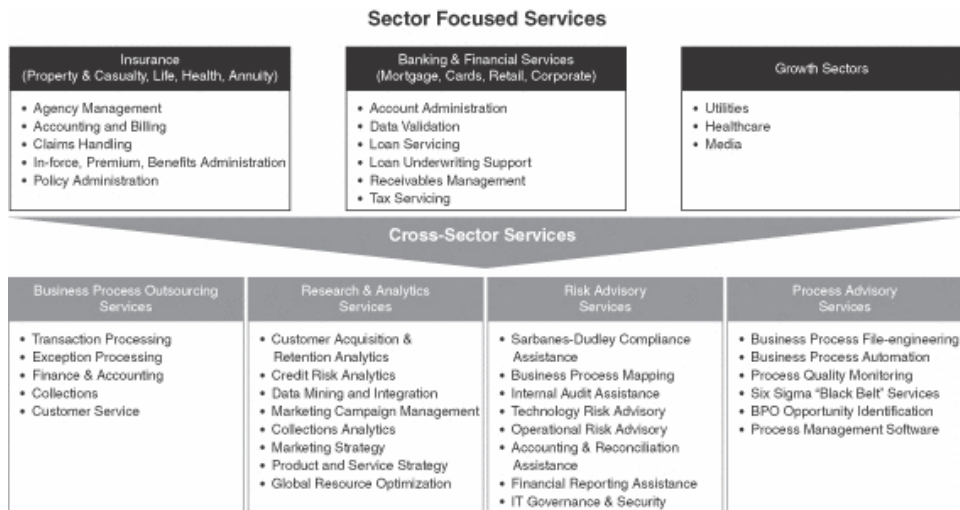 Sector Focused Services
Insurance
(Property & Casualty, Life, Health, Annuity)
• Agency Management
• Accounting and Billing
• Claims Handling
• In-force, Premium, Benefits Administration
• Policy Administration
Banking & Financial Services
(Mortgage, Cards, Retail, Corporate)
• Account Administration
• Data Validation
• Loan Servicing
• Loan Underwriting Support
• Receivables Management
• Tax Servicing
Growth Sectors
• Utilities
• Healthcare
• Media
Cross-Sector Services
Business Process Outsourcing
Services
• Transaction Processing
• Exception Processing
• Finance & Accounting
• Collections
• Customer Service
Research & Analytics
Services
• Customer Acquisition &
Retention Analytics
• Credit Risk Analytics
• Data Mining and Integration
• Marketing Campaign Management
• Collections Analytics
• Marketing Strategy
• Product and Service Strategy
• Global Resource Optimization
Risk Advisory
Services
• Sarbanes-Dudley Compliance
Assistance
• Business Process Mapping
• Internal Audit Assistance
• Technology Risk Advisory
• Operational Risk Advisory
• Accounting & Reconciliation
Assistance
• Financial Reporting Assistance
• IT Governance & Security
Process Advisory
Services
• Business Process File-engineering
• Business Process Automation
• Process Quality Monitoring
• Six Sigma "Black Belt" Services
• BPO Opportunity Identification
• Process Management Software